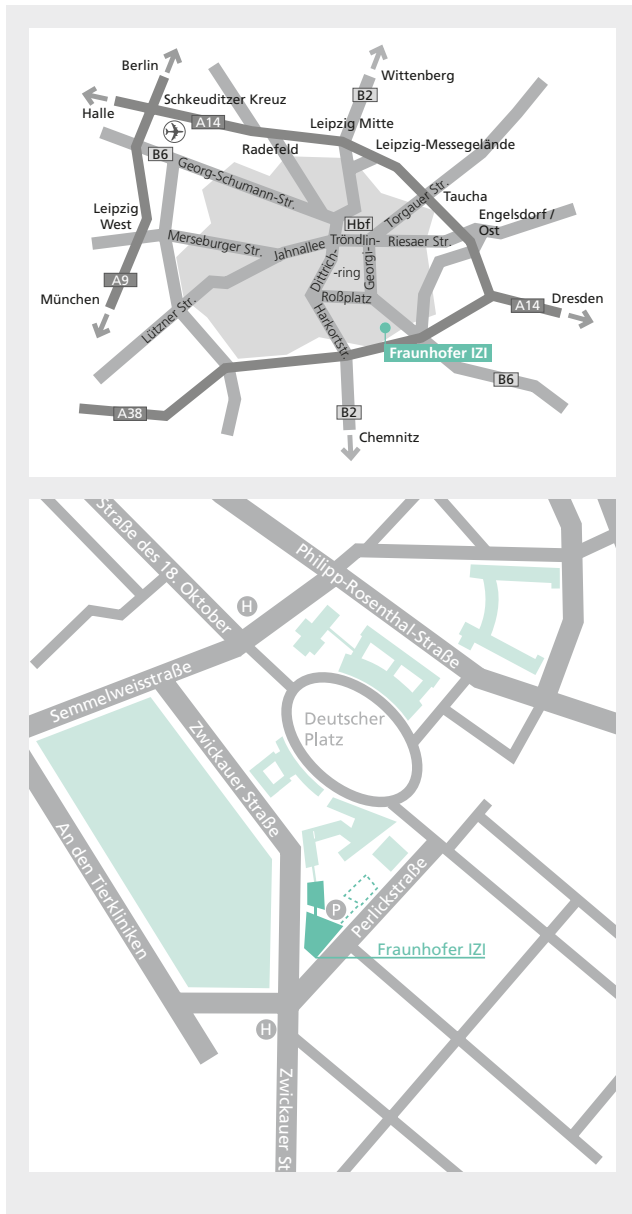 Berlin
Wittenberg
B2
Halle
Schkeuditzer Kreuz
A14
Leipzig Mitte
Radefeld
Leipzig-Messegelände
B6
Georg-Schumann-Str.
Torgauer Str.
Taucha
Leipzig
West
Hbf
Engelsdorf /
Ost
Merseburger Str.
Jahnallee
Tröndlin-
Riesaer Str.
Dittrich-
-ring
Georgi-
A9
München
Roßplatz
Lützner Str.
Harkortstr.
A14
Dresden
Fraunhofer IZI
B6
A38
B2
Chemnitz
Straße des 18. Oktober
Philipp-Rosenthal-Straße
H
Semmelweisstraße
Deutscher
Platz
Zwickauer Straße
An den Tierkliniken
P
Perlickstraße
Fraunhofer IZI
H
Zwickauer St